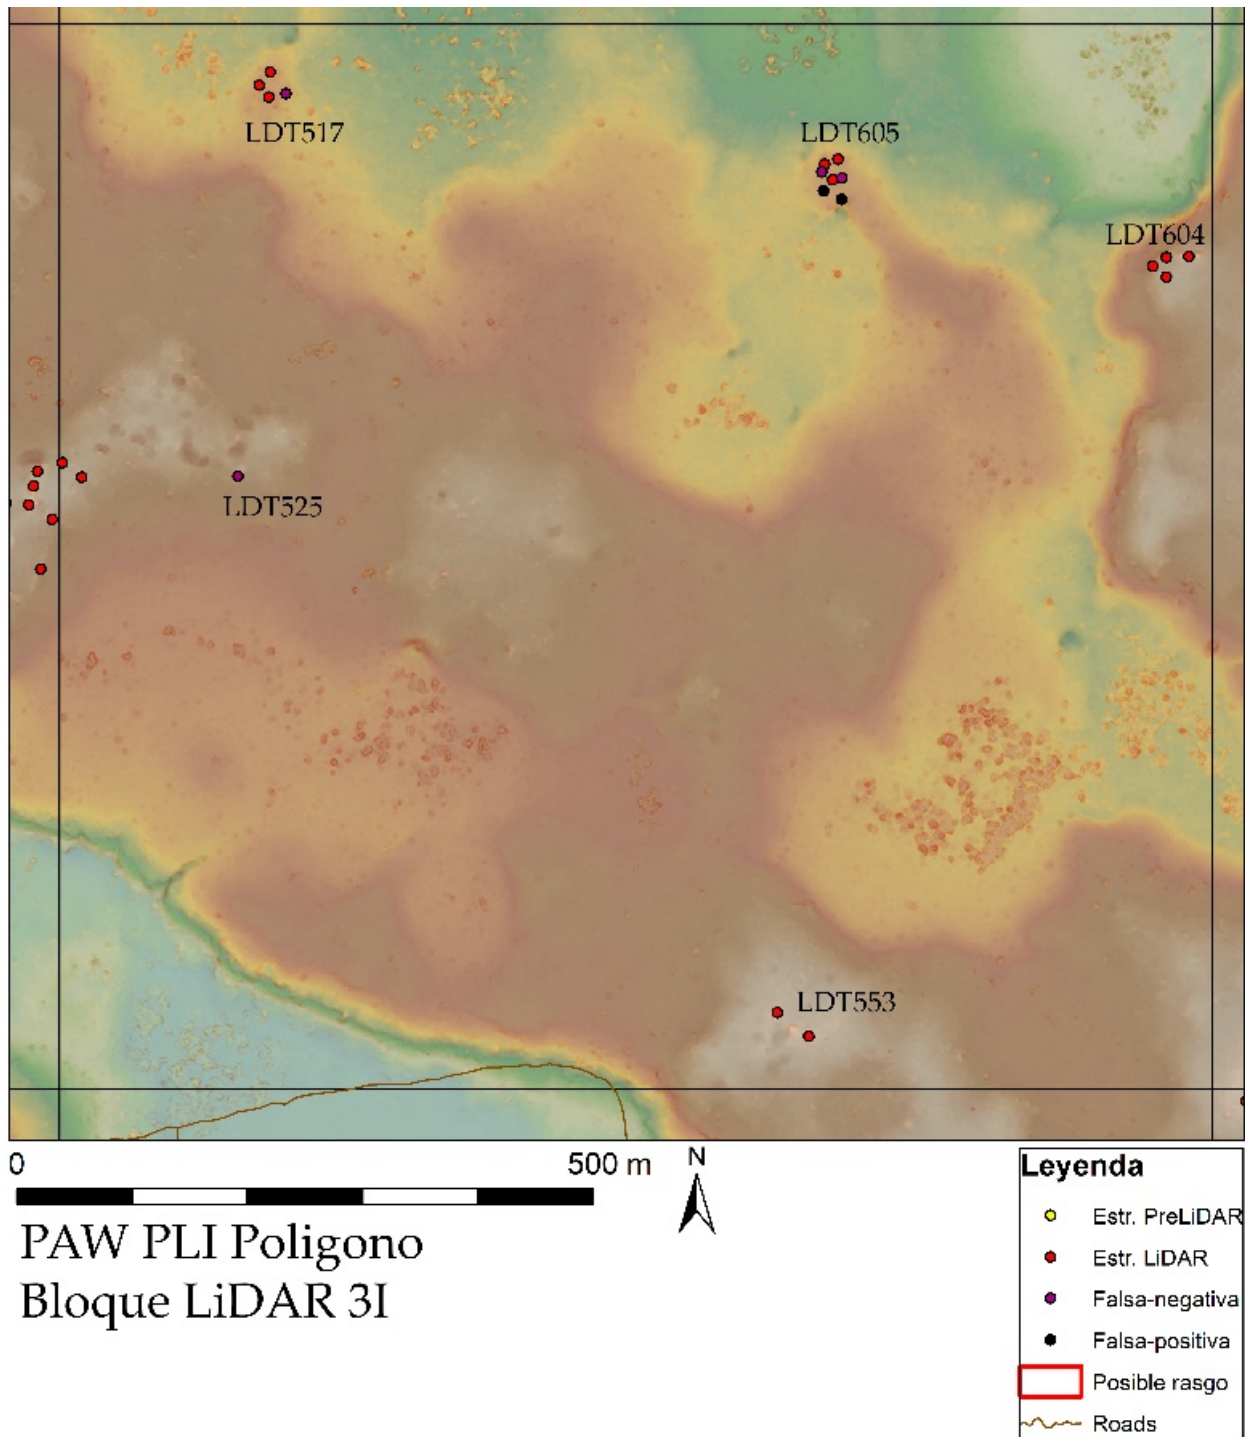 LDT517
LDT605
LDT604
LDT525
LDT553
0 500 m N
PAW PLI Poligono
Bloque LiDAR 3I
Leyenda
Estr. PreLiDAR
Estr. LiDAR
Falsa-negativa
Falsa-positiva
Posible rasgo
Roads